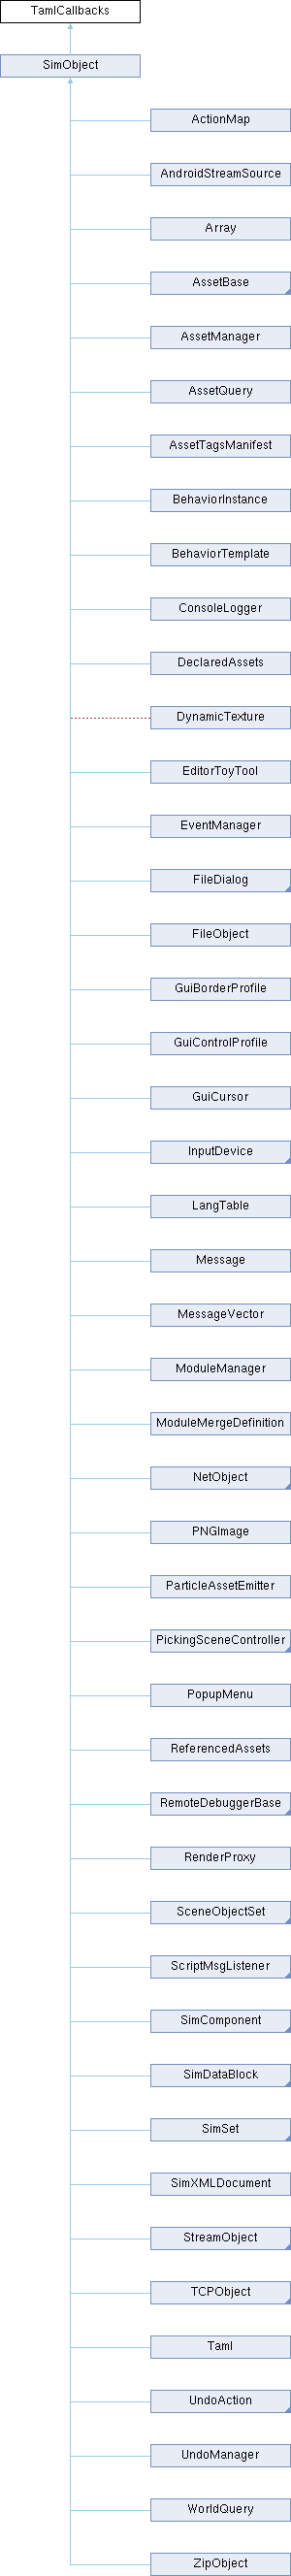 TamlCallbacks
SimObject
ActionMap
AndroidStreamSource
Array
AssetBase
AssetManager
AssetQuery
AssetTagsManifest
BehaviorInstance
BehaviorTemplate
ConsoleLogger
DeclaredAssets
DynamicTexture
EditorToyTool
EventManager
FileDialog
FileObject
GuiBorderProfile
GuiControlProfile
GuiCursor
InputDevice
LangTable
Message
MessageVector
ModuleManager
ModuleMergeDefinition
NetObject
PNGImage
ParticleAssetEmitter
PickingSceneController
PopupMenu
ReferencedAssets
RemoteDebuggerBase
RenderProxy
SceneObjectSet
ScriptMsgListener
SimComponent
SimDataBlock
SimSet
SimXMLDocument
StreamObject
TCPObject
Taml
UndoAction
UndoManager
WorldQuery
ZipObject